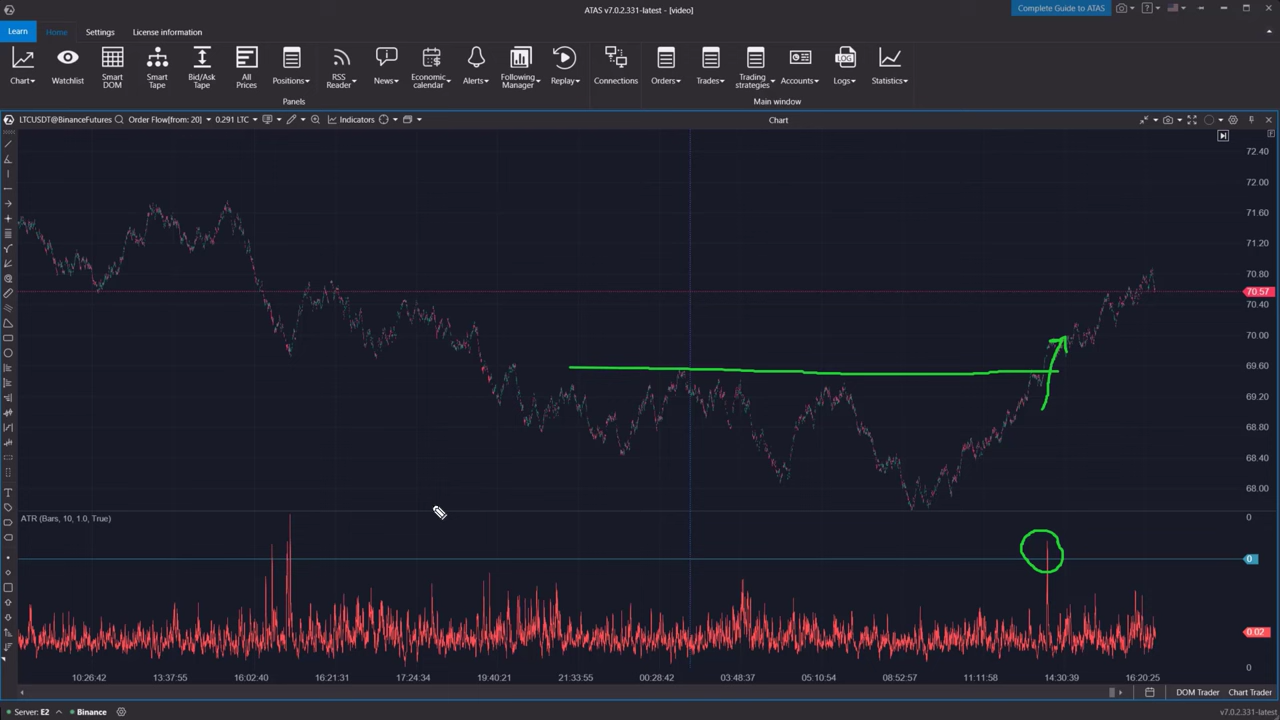 ATAS v7.0.2.331-latest - [video]
Complete Guide to ATAS
Learn
Home
Settings
License information
Chart
Watchlist
Smart DOM
Smart Tape
Bid/Ask Tape
All Prices
Positions
RSS Reader
News
Economic calendar
Alerts
Following Manager
Replay
Connections
Orders
Trades
Trading strategies
Accounts
LOG
Logs
Statistics
Panels
Main window
LTCUSDT@BinanceFutures
Order Flow[from: 20]
0.291 LTC
Indicators
Chart
72.40
72.00
71.60
71.20
70.80
70.57
70.40
70.00
69.60
69.20
68.80
68.40
68.00
ATR (Bars, 10, 1.0, True)
0
0
0.02
0
10:26:42
13:37:55
16:02:40
16:21:31
17:24:34
19:40:21
21:33:55
00:28:42
03:48:37
05:10:54
08:52:57
11:11:58
14:30:39
16:20:25
DOM Trader
Chart Trader
Server: E2
Binance
v7.0.2.331-latest